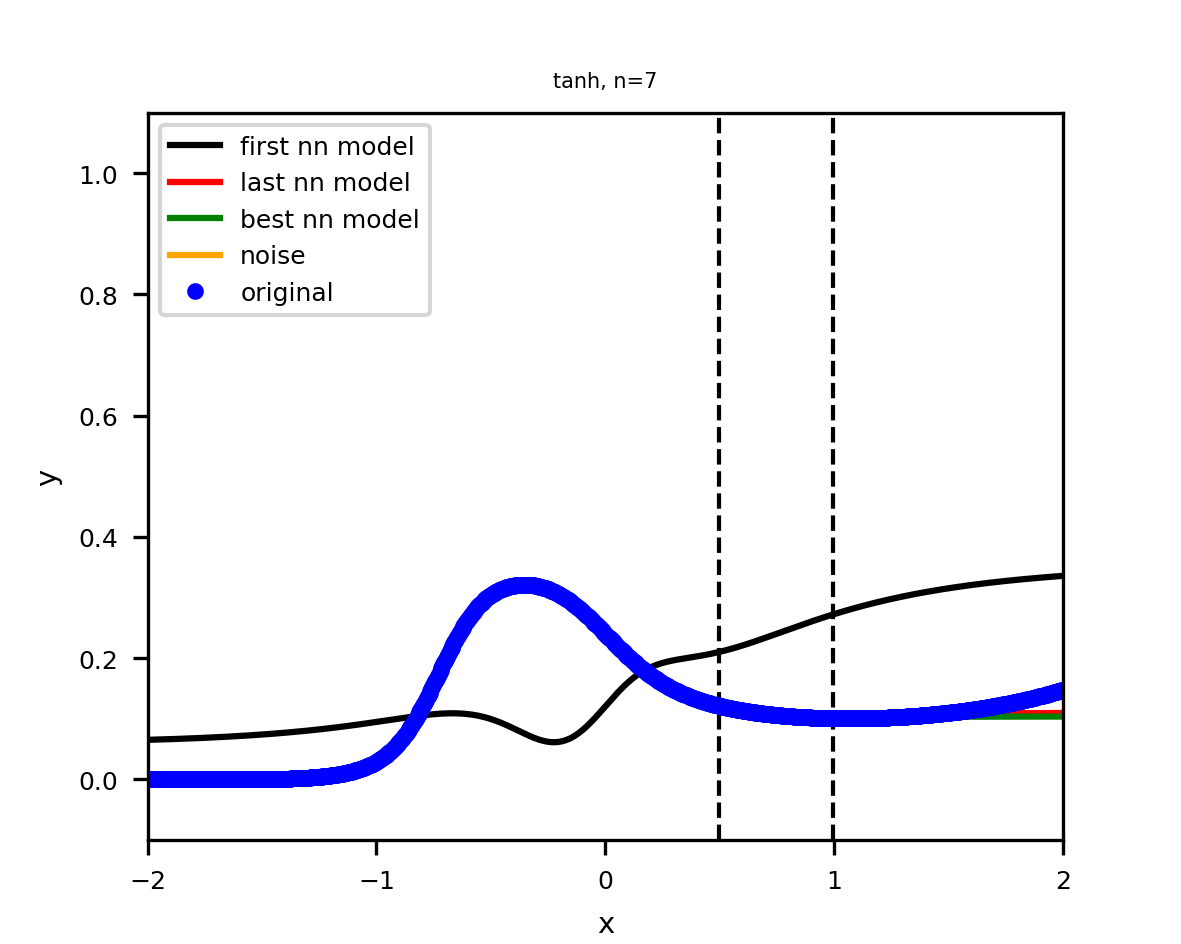 tanh, n=7
first nn model
last nn model
best nn model
noise
original
1.0
0.8
0.6
0.4
0.2
0.0
y
−2
−1
0
1
2
x